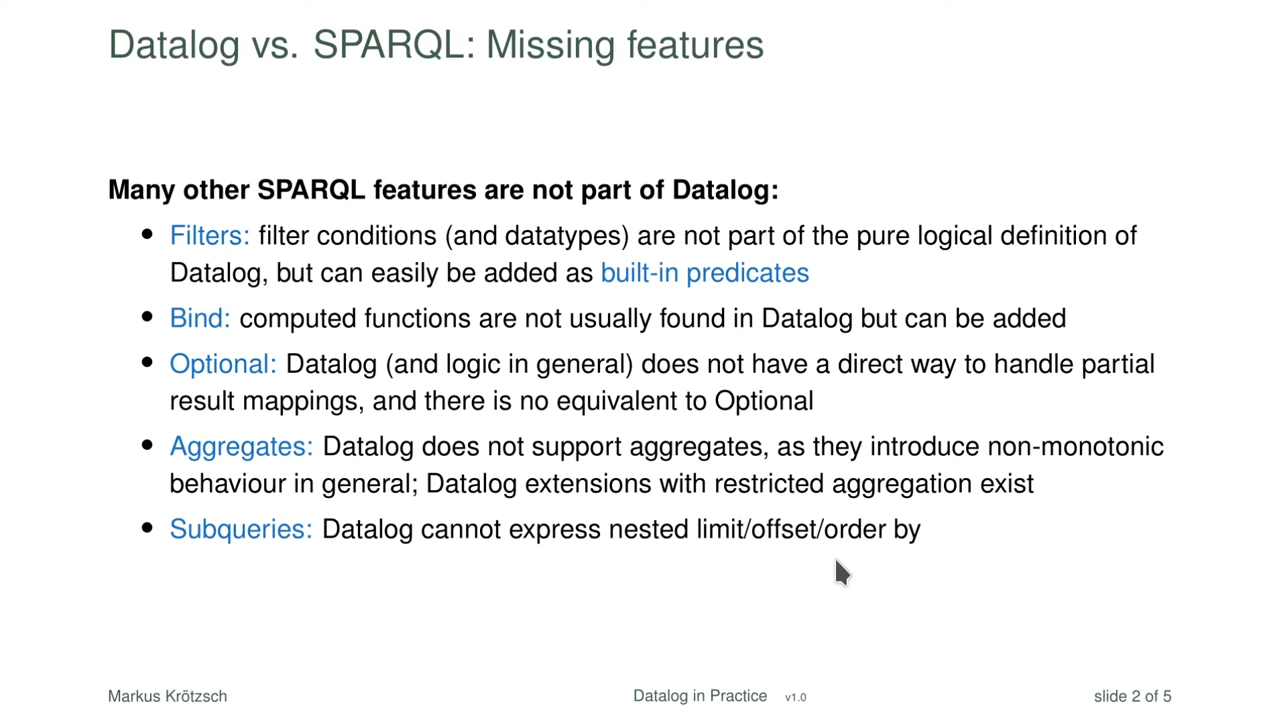 Datalog vs. SPARQL: Missing features
Many other SPARQL features are not part of Datalog:
• Filters: filter conditions (and datatypes) are not part of the pure logical definition of
Datalog, but can easily be added as built-in predicates
• Bind: computed functions are not usually found in Datalog but can be added
• Optional: Datalog (and logic in general) does not have a direct way to handle partial
result mappings, and there is no equivalent to Optional
• Aggregates: Datalog does not support aggregates, as they introduce non-monotonic
behaviour in general; Datalog extensions with restricted aggregation exist
• Subqueries: Datalog cannot express nested limit/offset/order by
Markus Krötzsch Datalog in Practice v1.0 slide 2 of 5